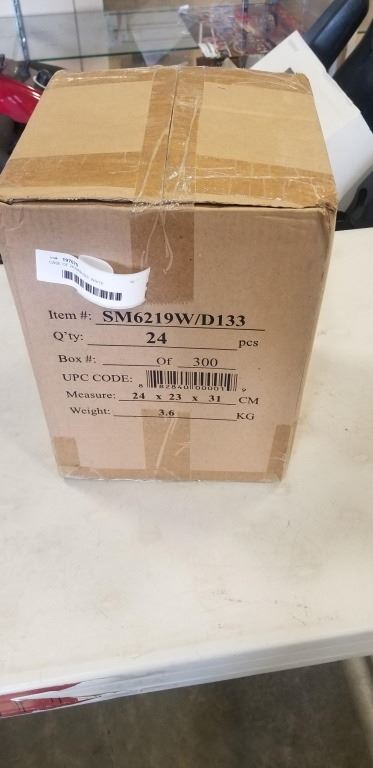 Item #: SM6219W/D133
Q'ty: 24 pcs
Box #: Of 300
UPC CODE:
Measure: 24 x 23 x 31 CM
Weight: 3.6 KG